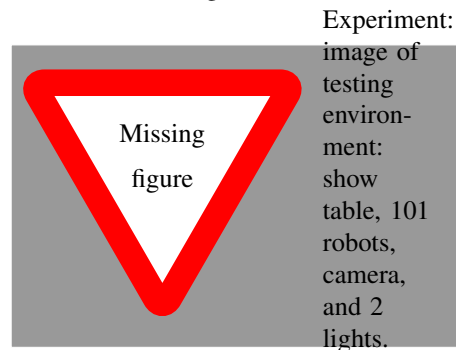 Missing
figure
Experiment:
image of
testing
environ-
ment:
show
table, 101
robots,
camera,
and 2
lights.